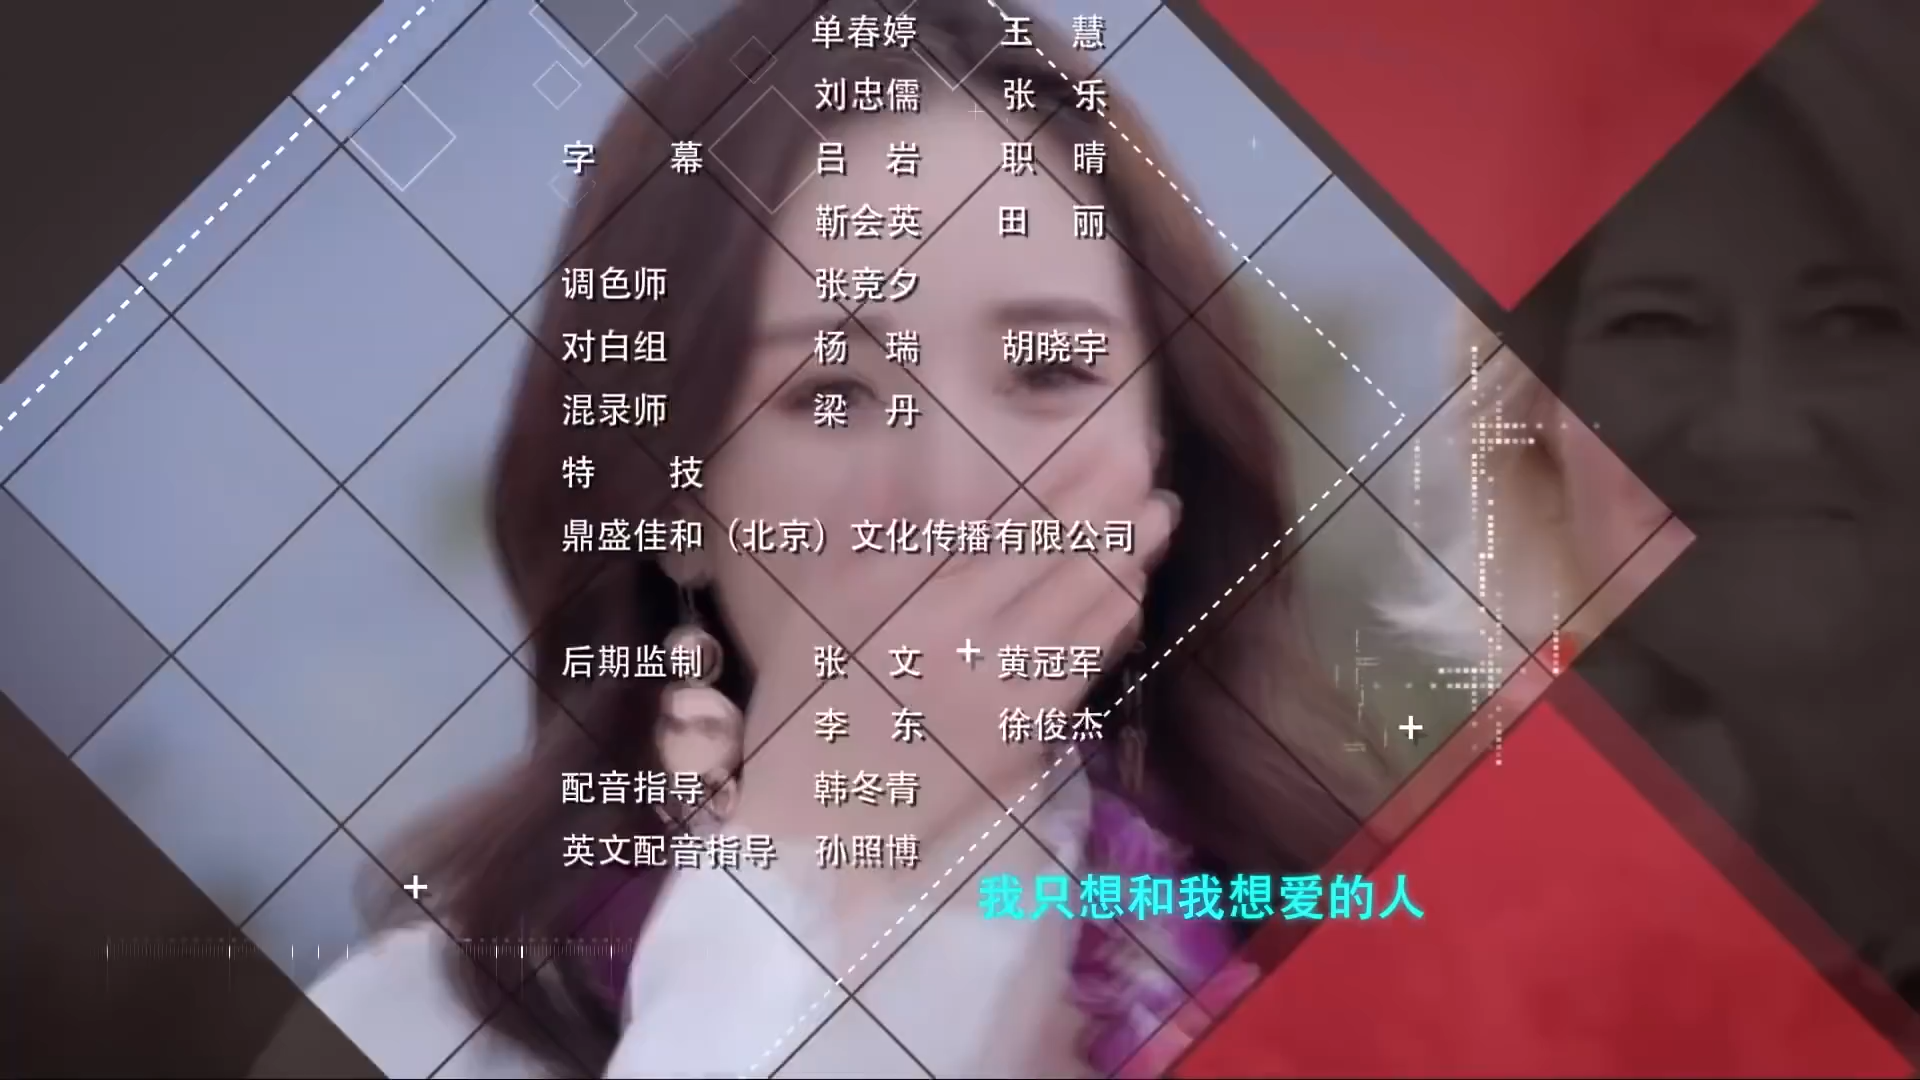 单春婷 王 慧
刘忠儒 张 乐
字 幕 吕 岩 职 晴
靳会英 田 丽
调色师 张竞夕
对白组 杨 瑞 胡晓宇
混录师 梁 丹
特 技
鼎盛佳和（北京）文化传播有限公司
后期监制 张 文 黄冠军
李 东 徐俊杰
配音指导 韩冬青
英文配音指导 孙照博
我只想和我想爱的人